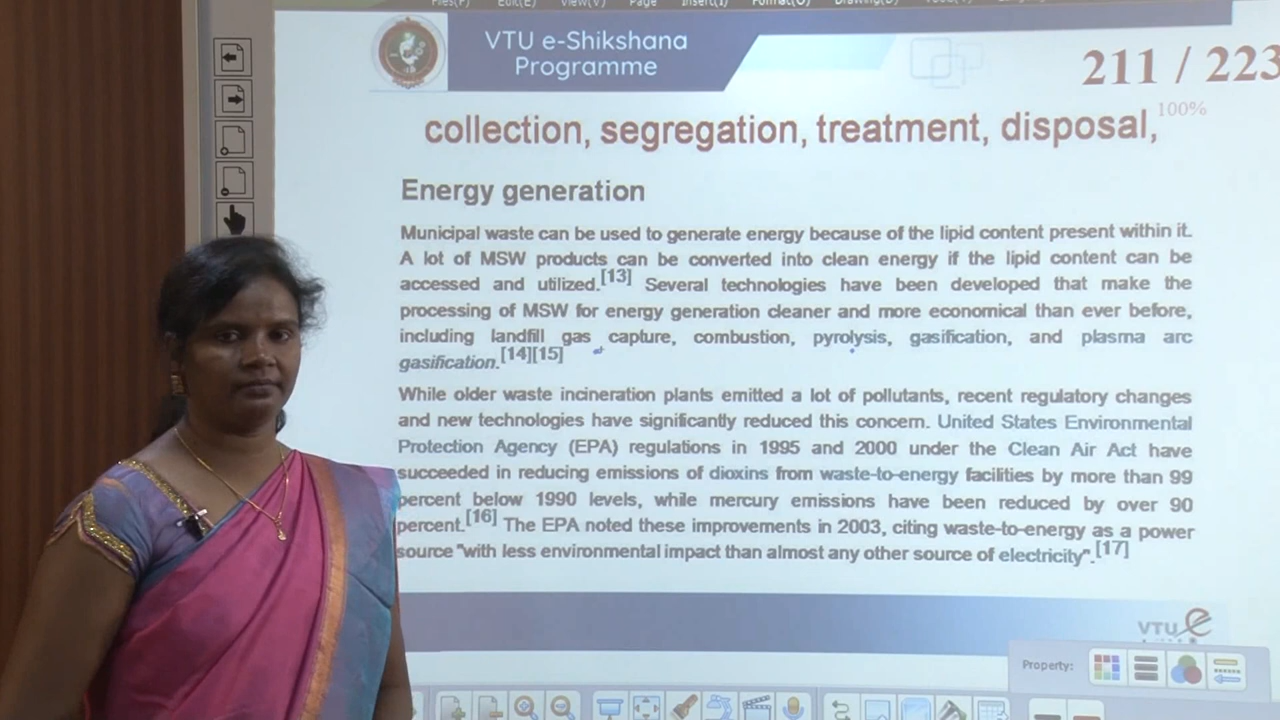 Files(F) Edit(E) View(V) Page Insert(I) Format(O) Drawing(D)
VTU e-Shikshana
Programme
211 / 223
100%
collection, segregation, treatment, disposal,
Energy generation
Municipal waste can be used to generate energy because of the lipid content present within it.
A lot of MSW products can be converted into clean energy if the lipid content can be
accessed and utilized.[13] Several technologies have been developed that make the
processing of MSW for energy generation cleaner and more economical than ever before,
including landfill gas capture, combustion, pyrolysis, gasification, and plasma arc
gasification.[14][15]
While older waste incineration plants emitted a lot of pollutants, recent regulatory changes
and new technologies have significantly reduced this concern. United States Environmental
Protection Agency (EPA) regulations in 1995 and 2000 under the Clean Air Act have
succeeded in reducing emissions of dioxins from waste-to-energy facilities by more than 99
percent below 1990 levels, while mercury emissions have been reduced by over 90
percent.[16] The EPA noted these improvements in 2003, citing waste-to-energy as a power
source "with less environmental impact than almost any other source of electricity".[17]
VTU e
Property: